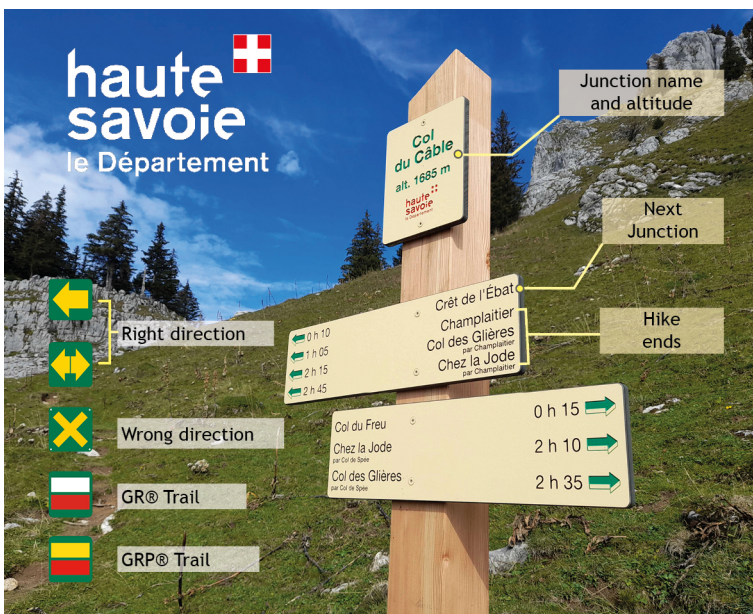 haute
savoie
le Département
Junction name
and altitude
Col
du Câble
alt. 1685 m
haute
savoie
le Département
Next
Junction
Crêt de l'Ébat
Champlaitier
Col des Glières
par Champlaitier
Chez la Jode
par Champlaitier
0 h 10
1 h 05
2 h 15
2 h 45
Hike
ends
Right direction
Col du Freu
0 h 15
Chez la Jode
par Col de Spée
2 h 10
Col des Glières
par Col de Spée
2 h 35
Wrong direction
GR® Trail
GRP® Trail